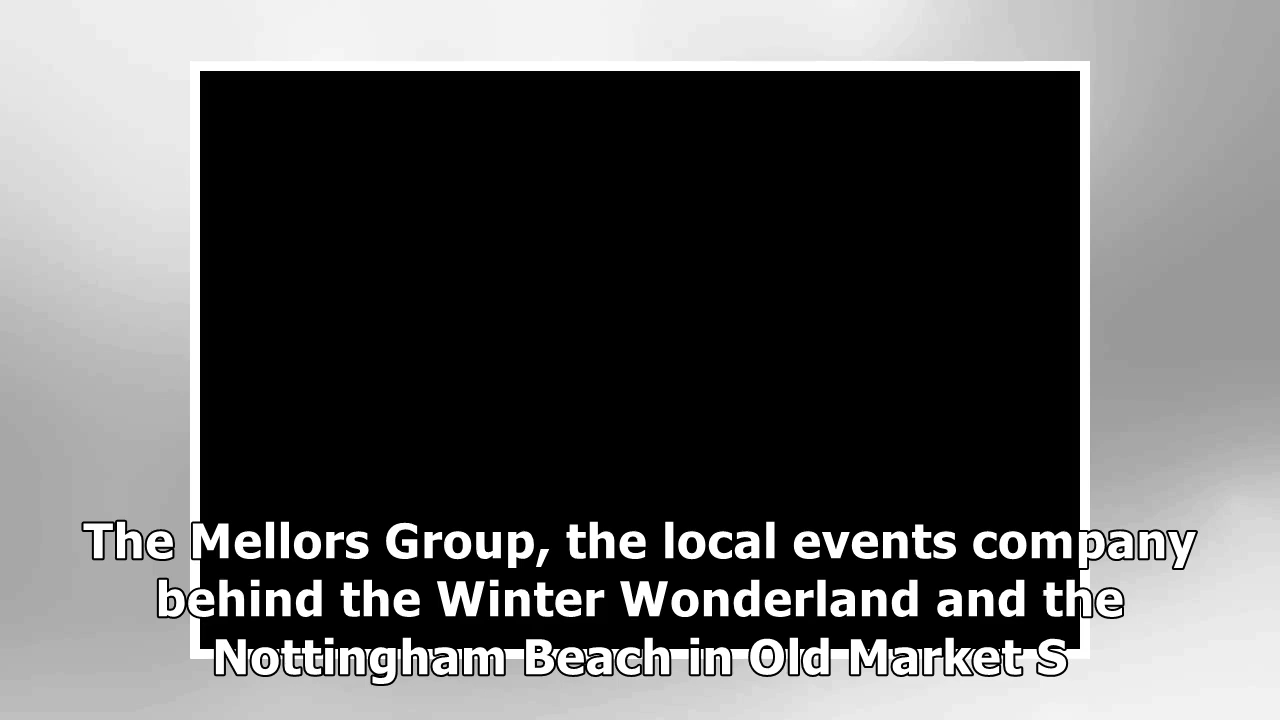 The Mellors Group, the local events company
behind the Winter Wonderland and the
Nottingham Beach in Old Market S